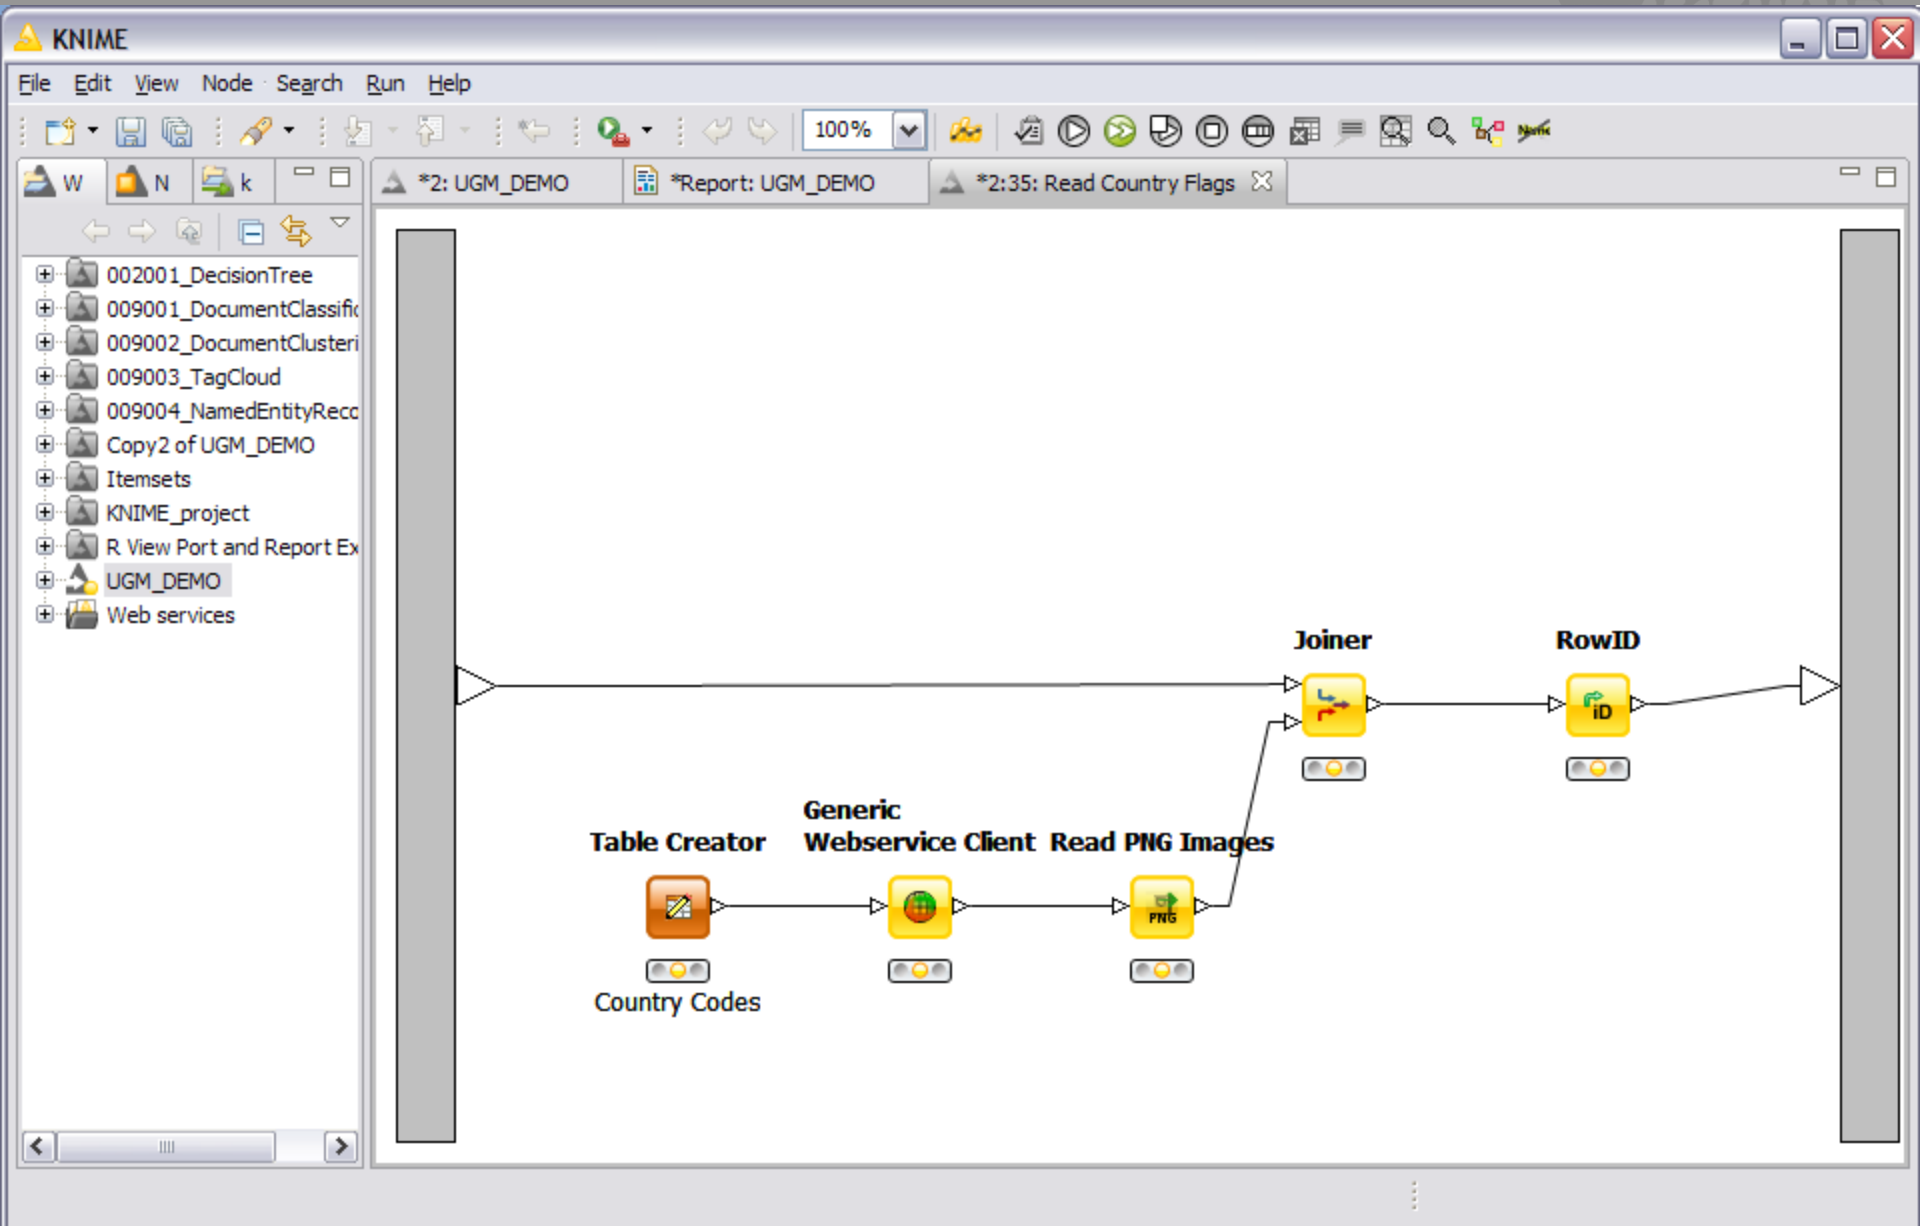 KNIME
File Edit View Node Search Run Help
100%
W N k
*2: UGM_DEMO *Report: UGM_DEMO *2:35: Read Country Flags
002001_DecisionTree
009001_DocumentClassific
009002_DocumentClusteri
009003_TagCloud
009004_NamedEntityReco
Copy2 of UGM_DEMO
Itemsets
KNIME_project
R View Port and Report Ex
UGM_DEMO
Web services
Joiner
RowID
iD
Generic
Table Creator Webservice Client Read PNG Images
PNG
Country Codes